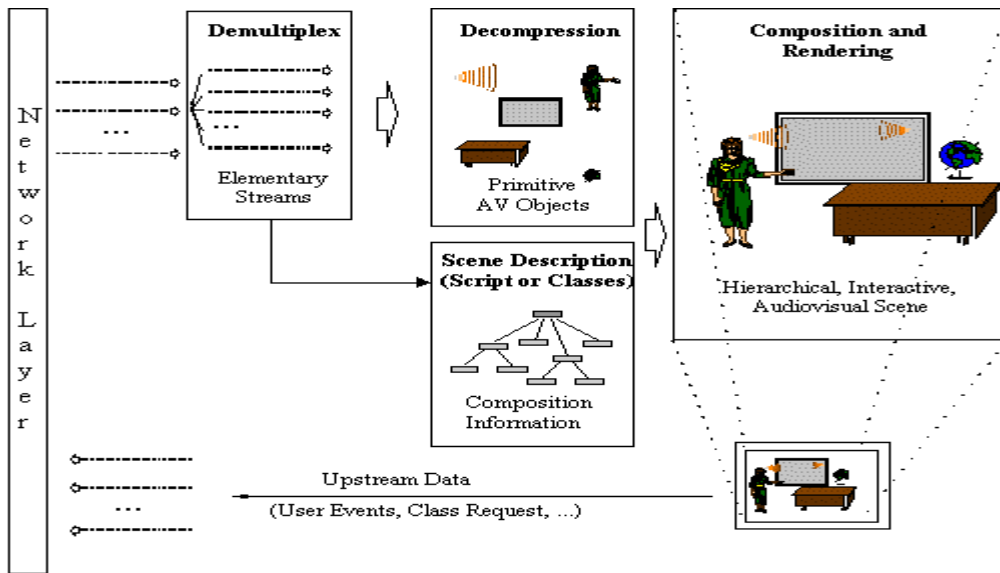 Network Layer
...
Demultiplex
...
Elementary
Streams
Decompression
Primitive
AV Objects
Scene Description
(Script or Classes)
Composition
Information
Composition and
Rendering
Hierarchical, Interactive,
Audiovisual Scene
...
Upstream Data
(User Events, Class Request, ...)